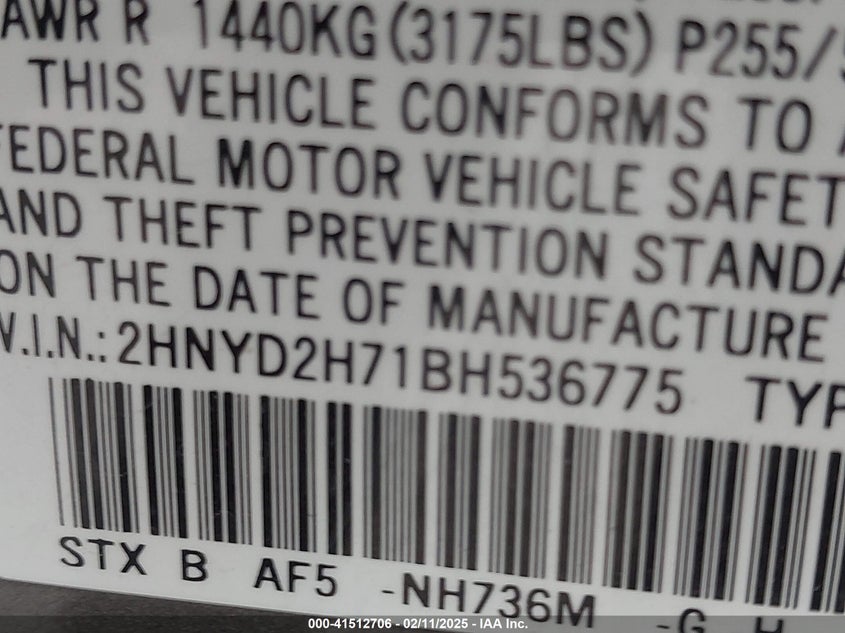 AWR R 1440KG(3175LBS) P255/
THIS VEHICLE CONFORMS TO
FEDERAL MOTOR VEHICLE SAFET
AND THEFT PREVENTION STANDA
ON THE DATE OF MANUFACTURE
V.I.N.: 2HNYD2H71BH536775 TYP
STX B AF5 -NH736M -G H
000-41512706 - 02/11/2025 - IAA Inc.